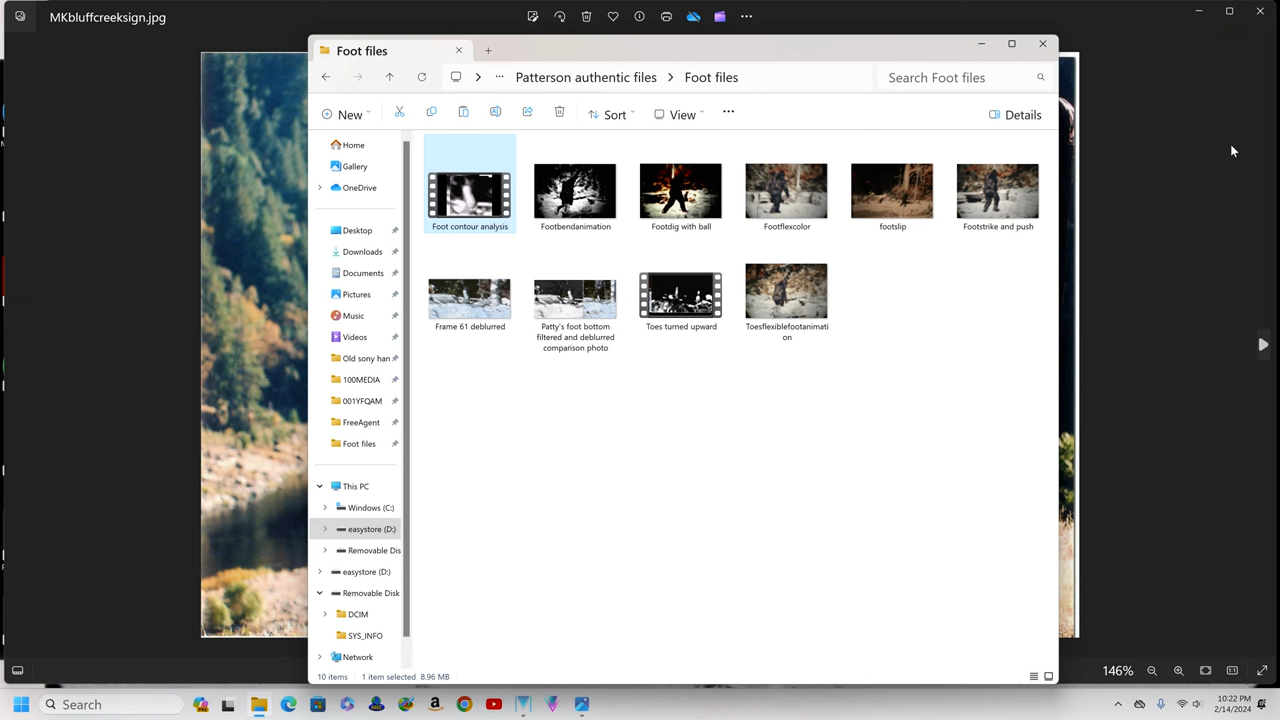 MKbluffcreeksign.jpg
Foot files
Patterson authentic files
Foot files
Search Foot files
New
Sort
View
Details
Home
Gallery
OneDrive
Desktop
Downloads
Documents
Pictures
Music
Videos
Old sony han
100MEDIA
001YFQAM
FreeAgent
Foot files
This PC
Windows (C:)
easystore (D:)
Removable Dis
easystore (D:)
Removable Disk
DCIM
SYS_INFO
Network
Foot contour analysis
Footbendanimation
Footdig with ball
Footflexcolor
footslip
Footstrike and push
Frame 61 deblurred
Patty's foot bottom
filtered and deblurred
comparison photo
Toes turned upward
Toesflexiblefootanimati
on
10 items
1 item selected 8.96 MB
146%
Search
10:22 PM
2/14/2024